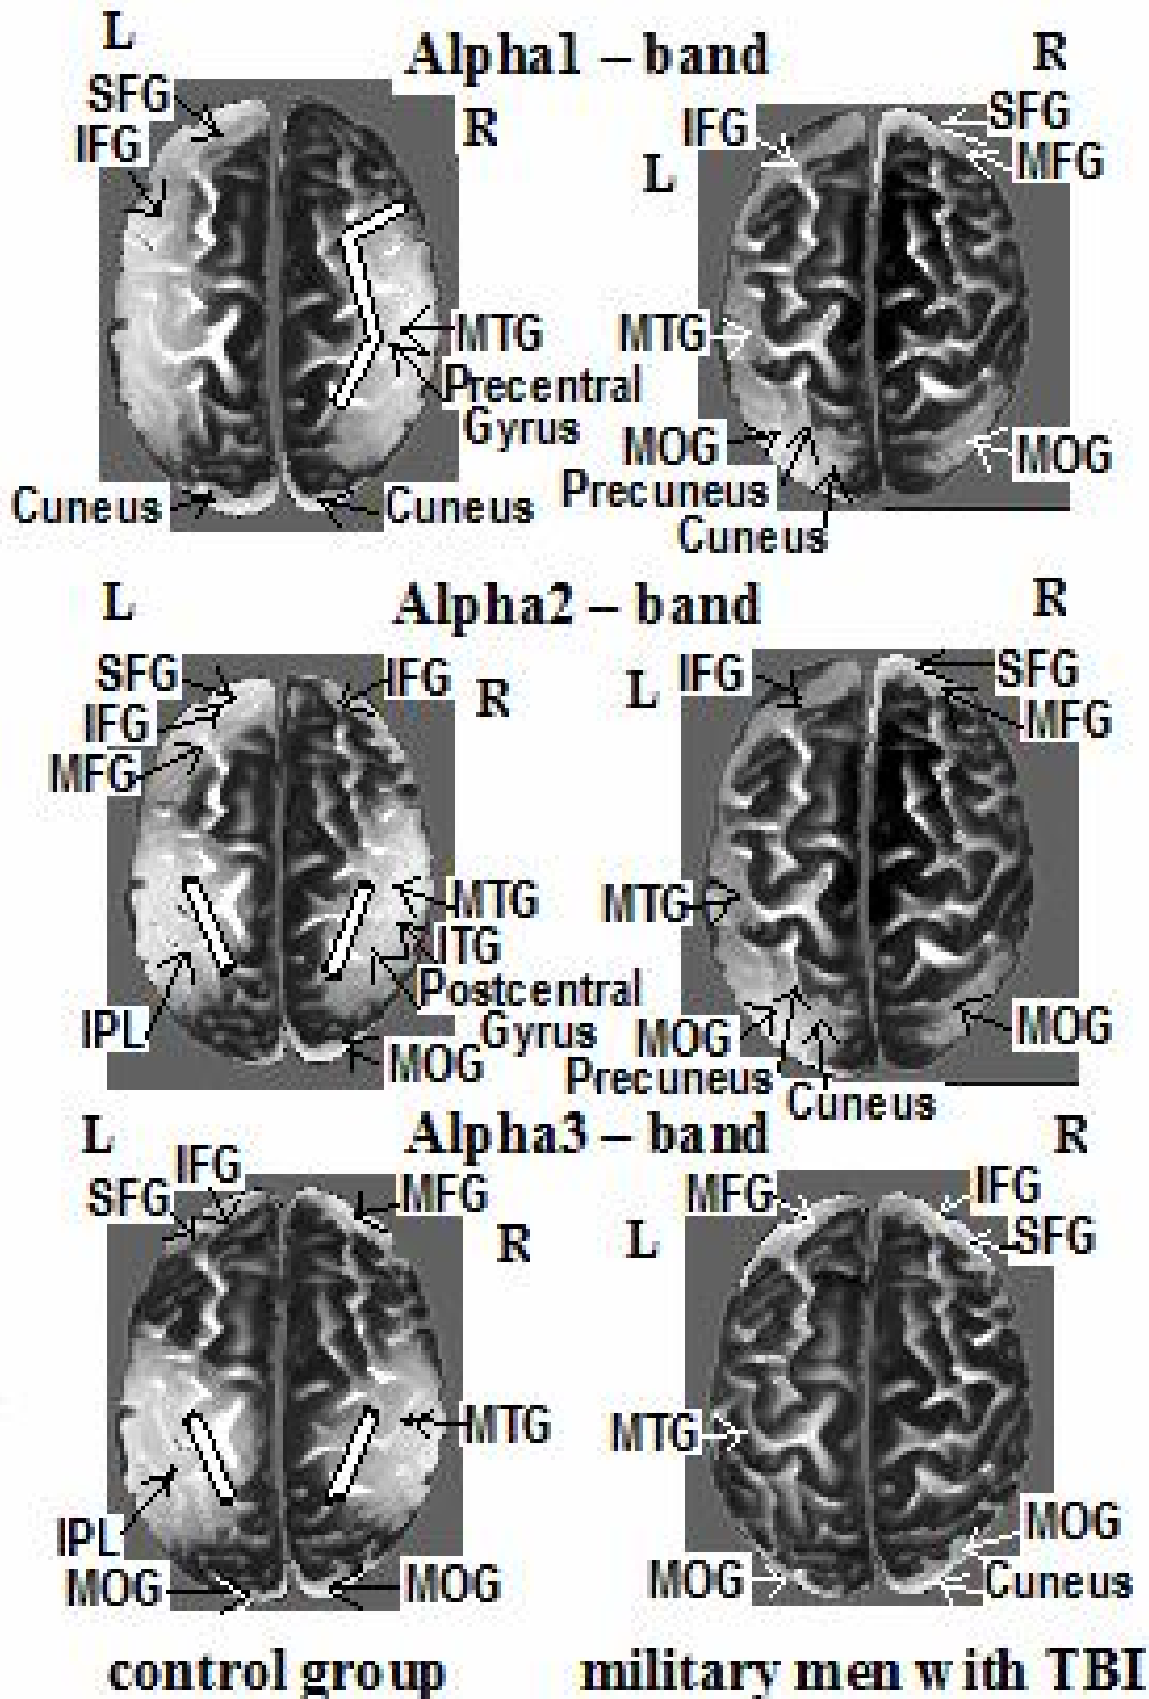 L
Alpha1 – band
R
SFG
IFG
R
MTG
Precentral
Gyrus
Cuneus
Cuneus
IFG
SFG
MFG
L
MTG
MOG
Precuneus
Cuneus
MOG
L
Alpha2 – band
R
SFG
IFG
MFG
IFG
R
MTG
ITG
Postcentral
Gyrus
IPL
MOG
L
IFG
SFG
MFG
MTG
MOG
Precuneus
Cuneus
MOG
L
Alpha3 – band
R
IFG
SFG
MFG
R
MTG
IPL
MOG
MOG
MFG
IFG
SFG
L
MTG
MOG
MOG
Cuneus
control group
military men with TBI